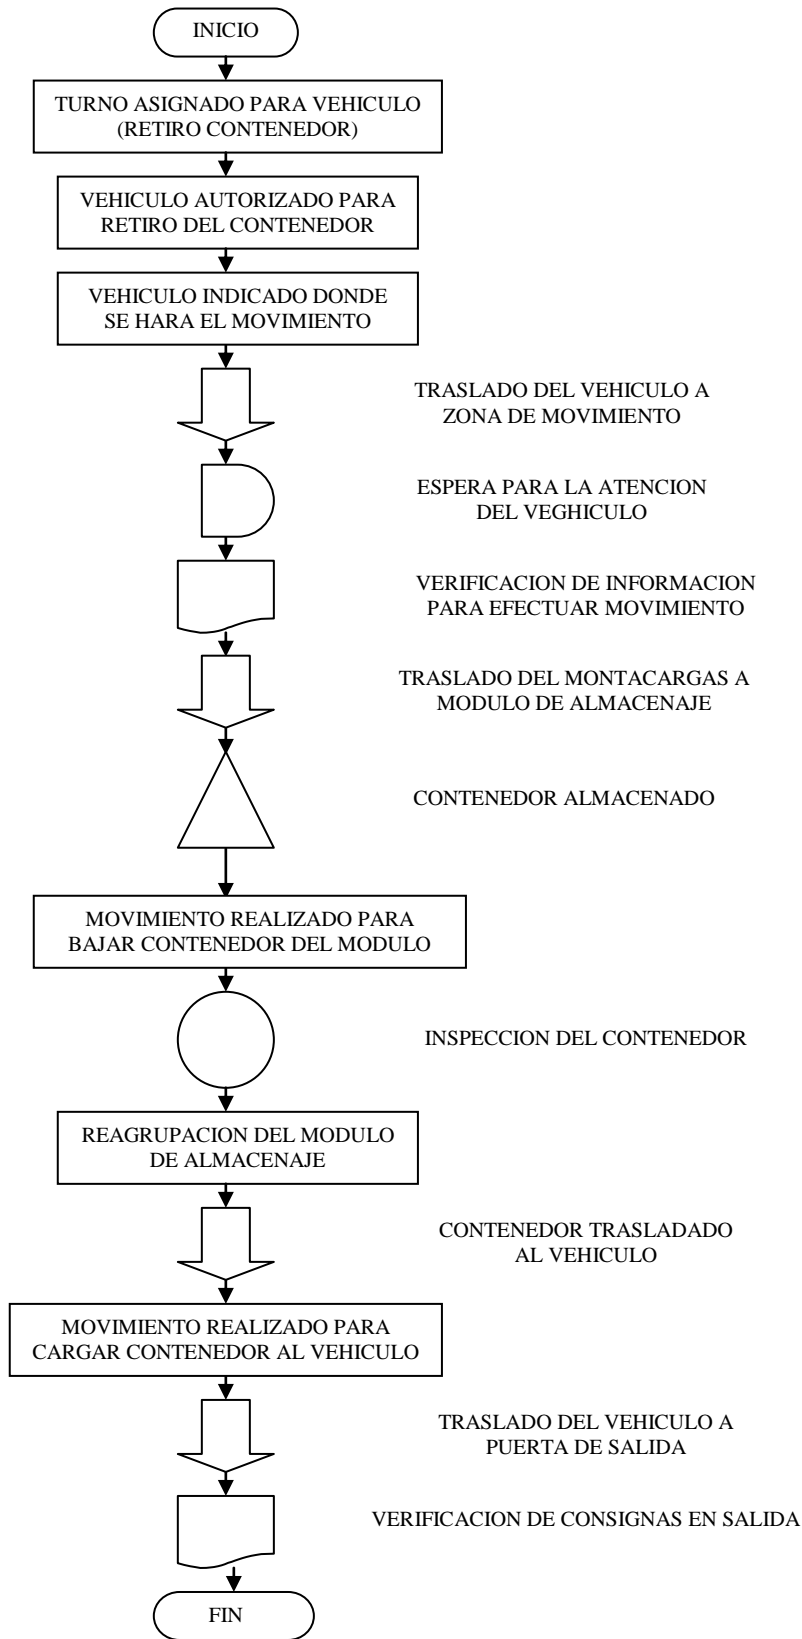 INICIO
TURNO ASIGNADO PARA VEHICULO
(RETIRO CONTENEDOR)
VEHICULO AUTORIZADO PARA
RETIRO DEL CONTENEDOR
VEHICULO INDICADO DONDE
SE HARA EL MOVIMIENTO
TRASLADO DEL VEHICULO A
ZONA DE MOVIMIENTO
ESPERA PARA LA ATENCION
DEL VEGHICULO
VERIFICACION DE INFORMACION
PARA EFECTUAR MOVIMIENTO
TRASLADO DEL MONTACARGAS A
MODULO DE ALMACENAJE
CONTENEDOR ALMACENADO
MOVIMIENTO REALIZADO PARA
BAJAR CONTENEDOR DEL MODULO
INSPECCION DEL CONTENEDOR
REAGRUPACION DEL MODULO
DE ALMACENAJE
CONTENEDOR TRASLADADO
AL VEHICULO
MOVIMIENTO REALIZADO PARA
CARGAR CONTENEDOR AL VEHICULO
TRASLADO DEL VEHICULO A
PUERTA DE SALIDA
VERIFICACION DE CONSIGNAS EN SALIDA
FIN